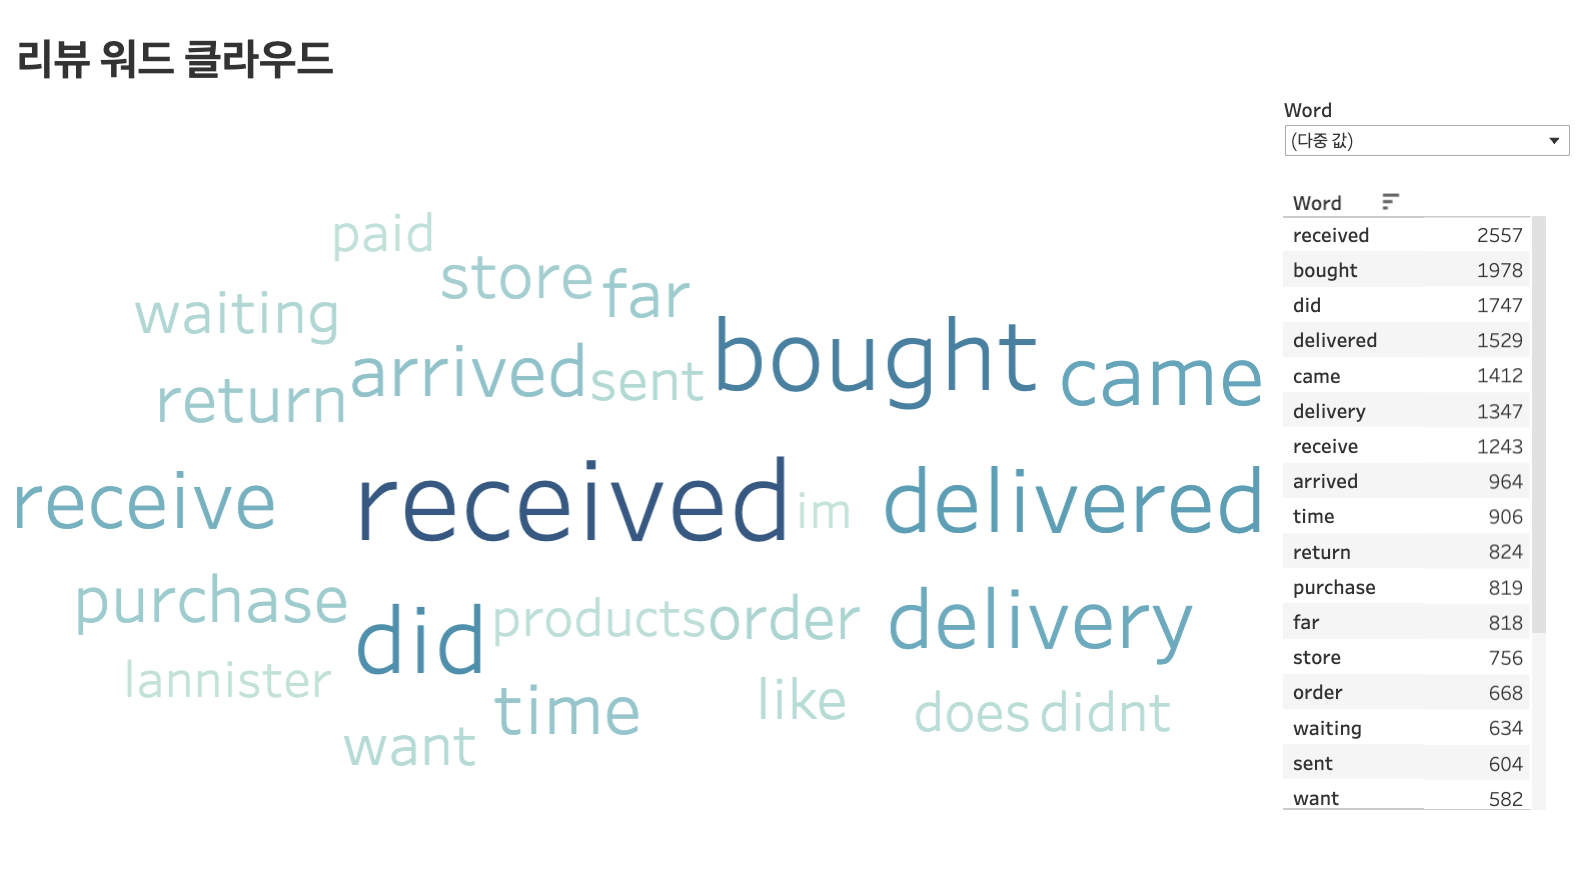 리뷰 워드 클라우드
paid
store
far
waiting
bought
arrived
sent
came
return
received
receive
im
delivered
purchase
did
products
order
delivery
lannister
time
like
does
didnt
want
Word
(다중 값)
Word
received 2557
bought 1978
did 1747
delivered 1529
came 1412
delivery 1347
receive 1243
arrived 964
time 906
return 824
purchase 819
far 818
store 756
order 668
waiting 634
sent 604
want 582